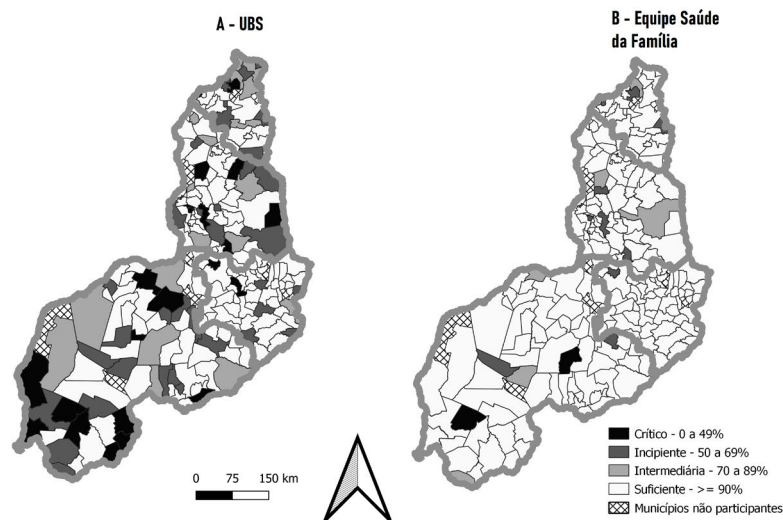 A - UBS
B - Equipe Saúde
da Família
0 75 150 km
Crítico - 0 a 49%
Incipiente - 50 a 69%
Intermediária - 70 a 89%
Suficiente - >= 90%
Municípios não participantes